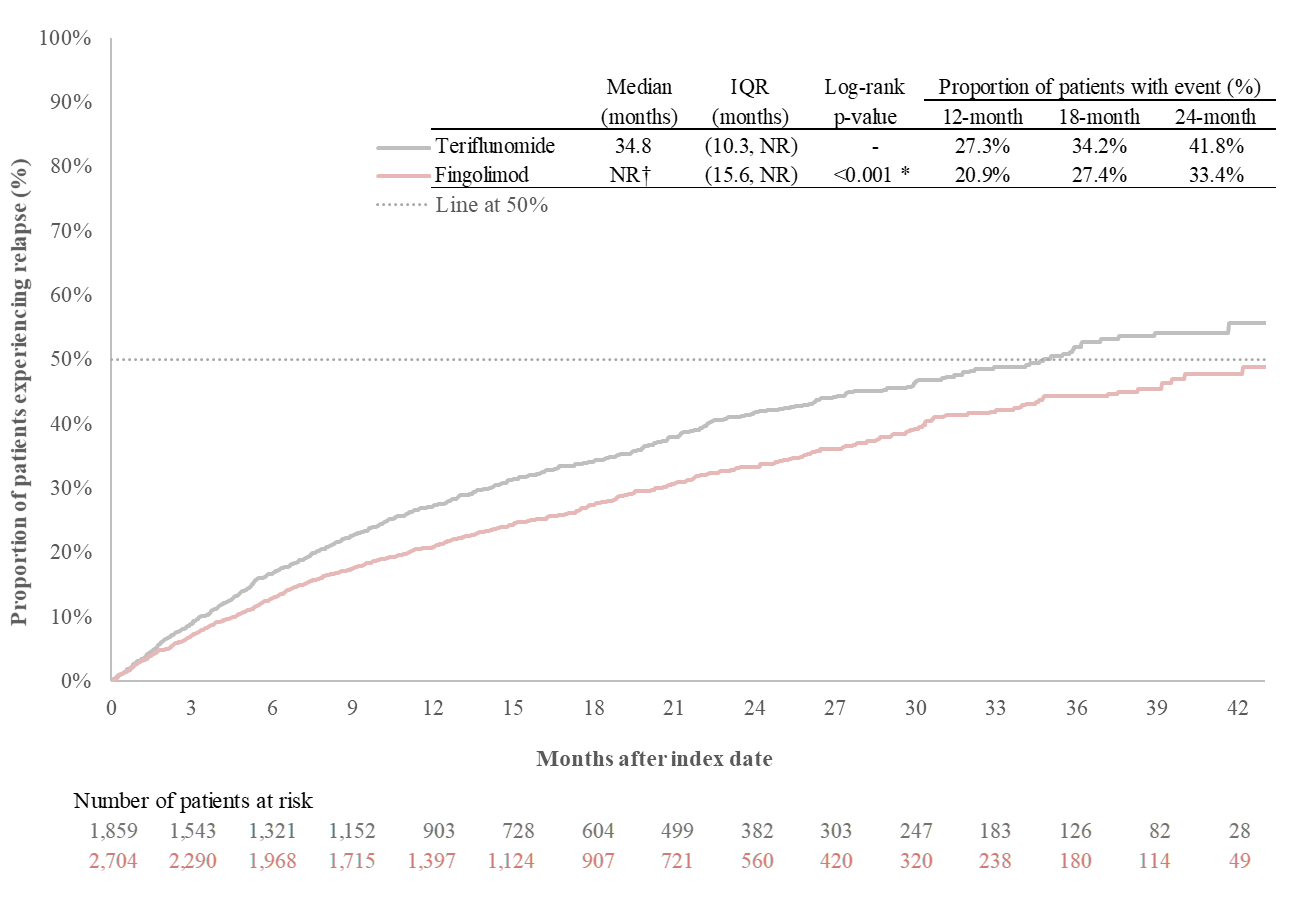 100%
90%
80%
70%
60%
50%
40%
30%
20%
10%
0%
Proportion of patients experiencing relapse (%)
Median IQR Log-rank Proportion of patients with event (%)
(months) (months) p-value 12-month 18-month 24-month
Teriflunomide 34.8 (10.3, NR) - 27.3% 34.2% 41.8%
Fingolimod NR† (15.6, NR) <0.001 * 20.9% 27.4% 33.4%
Line at 50%
0 3 6 9 12 15 18 21 24 27 30 33 36 39 42
Months after index date
Number of patients at risk
1,859 1,543 1,321 1,152 903 728 604 499 382 303 247 183 126 82 28
2,704 2,290 1,968 1,715 1,397 1,124 907 721 560 420 320 238 180 114 49